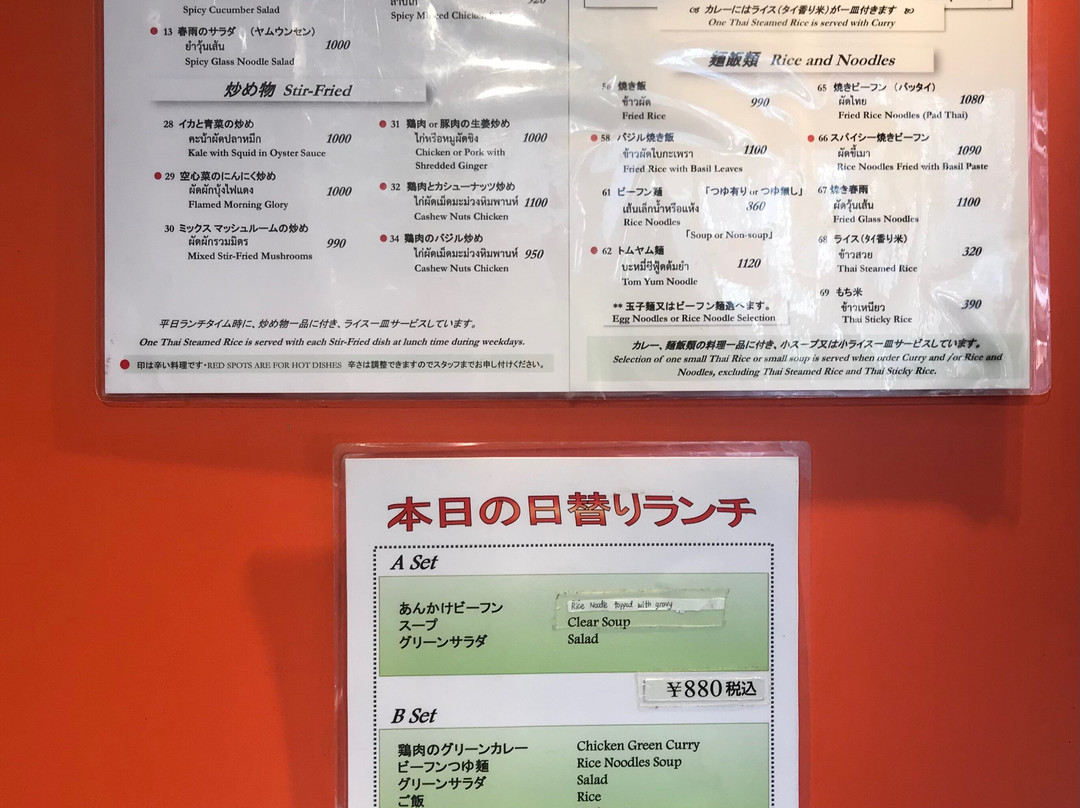 Spicy Cucumber Salad
13 春雨のサラダ （ヤムウンセン）
ยำวุ้นเส้น 1000
Spicy Glass Noodle Salad
炒め物 Stir-Fried
28 イカと青菜の炒め
คะน้าผัดปลาหมึก 1000
Kale with Squid in Oyster Sauce
29 空心菜のにんにく炒め
ผัดผักบุ้งไฟแดง 1000
Flamed Morning Glory
30 ミックス マッシュルームの炒め
ผัดผักรวมมิตร 990
Mixed Stir-Fried Mushrooms
ลาบไก่
Spicy Minced Chicken
31 鶏肉 or 豚肉の生姜炒め
ไก่หรือหมูผัดขิง 1000
Chicken or Pork with
Shredded Ginger
32 鶏肉とカシューナッツ炒め
ไก่ผัดเม็ดมะม่วงหิมพานท์ 1100
Cashew Nuts Chicken
34 鶏肉のバジル炒め
ไก่ผัดเม็ดมะม่วงหิมพานท์ 950
Cashew Nuts Chicken
平日ランチタイム時に、炒め物一品に付き、ライス一皿サービスしています。
One Thai Steamed Rice is served with each Stir-Fried dish at lunch time during weekdays.
印は辛い料理です・RED SPOTS ARE FOR HOT DISHES 辛さは調整できますのでスタッフまでお申し付けください。
カレーにはライス（タイ香り米）が一皿付きます
One Thai Steamed Rice is served with Curry
麺飯類 Rice and Noodles
56 焼き飯
ข้าวผัด 990
Fried Rice
58 バジル焼き飯
ข้าวผัดใบกะเพรา 1100
Fried Rice with Basil Leaves
61 ビーフン麺 「つゆ有り or つゆ無し」
เส้นเล็กน้ำหรือแห้ง 860
Rice Noodles
「Soup or Non-soup」
62 トムヤム麺
บะหมี่ซีฟู้ดต้มยำ 1120
Tom Yum Noodle
** 玉子麺又はビーフン麺選へます。
Egg Noodles or Rice Noodle Selection
65 焼きビーフン （パッタイ）
ผัดไทย 1080
Fried Rice Noodles (Pad Thai)
66 スパイシー焼きビーフン
ผัดขี้เมา 1090
Rice Noodles Fried with Basil Paste
67 焼き春雨
ผัดวุ้นเส้น 1100
Fried Glass Noodles
68 ライス（タイ香り米）
ข้าวสวย 320
Thai Steamed Rice
69 もち米
ข้าวเหนียว 390
Thai Sticky Rice
カレー、麺飯類の料理一品に付き、小スープ又は小ライス一皿サービスしています。
Selection of one small Thai Rice or small soup is served when order Curry and /or Rice and
Noodles, excluding Thai Steamed Rice and Thai Sticky Rice.
本日の日替りランチ
A Set
あんかけビーフン Rice Noodle topped with gravy
スープ Clear Soup
グリーンサラダ Salad
￥880税込
B Set
鶏肉のグリーンカレー Chicken Green Curry
ビーフンつゆ麺 Rice Noodles Soup
グリーンサラダ Salad
ご飯 Rice